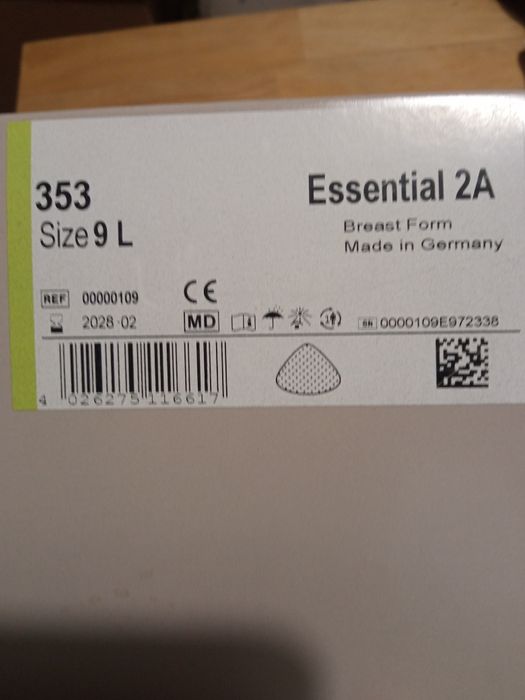 353
Essential 2A
Size 9 L
Breast Form
Made in Germany
REF 00000109
CE
2028-02
MD
SN 0000109E972338
4 026275 116617